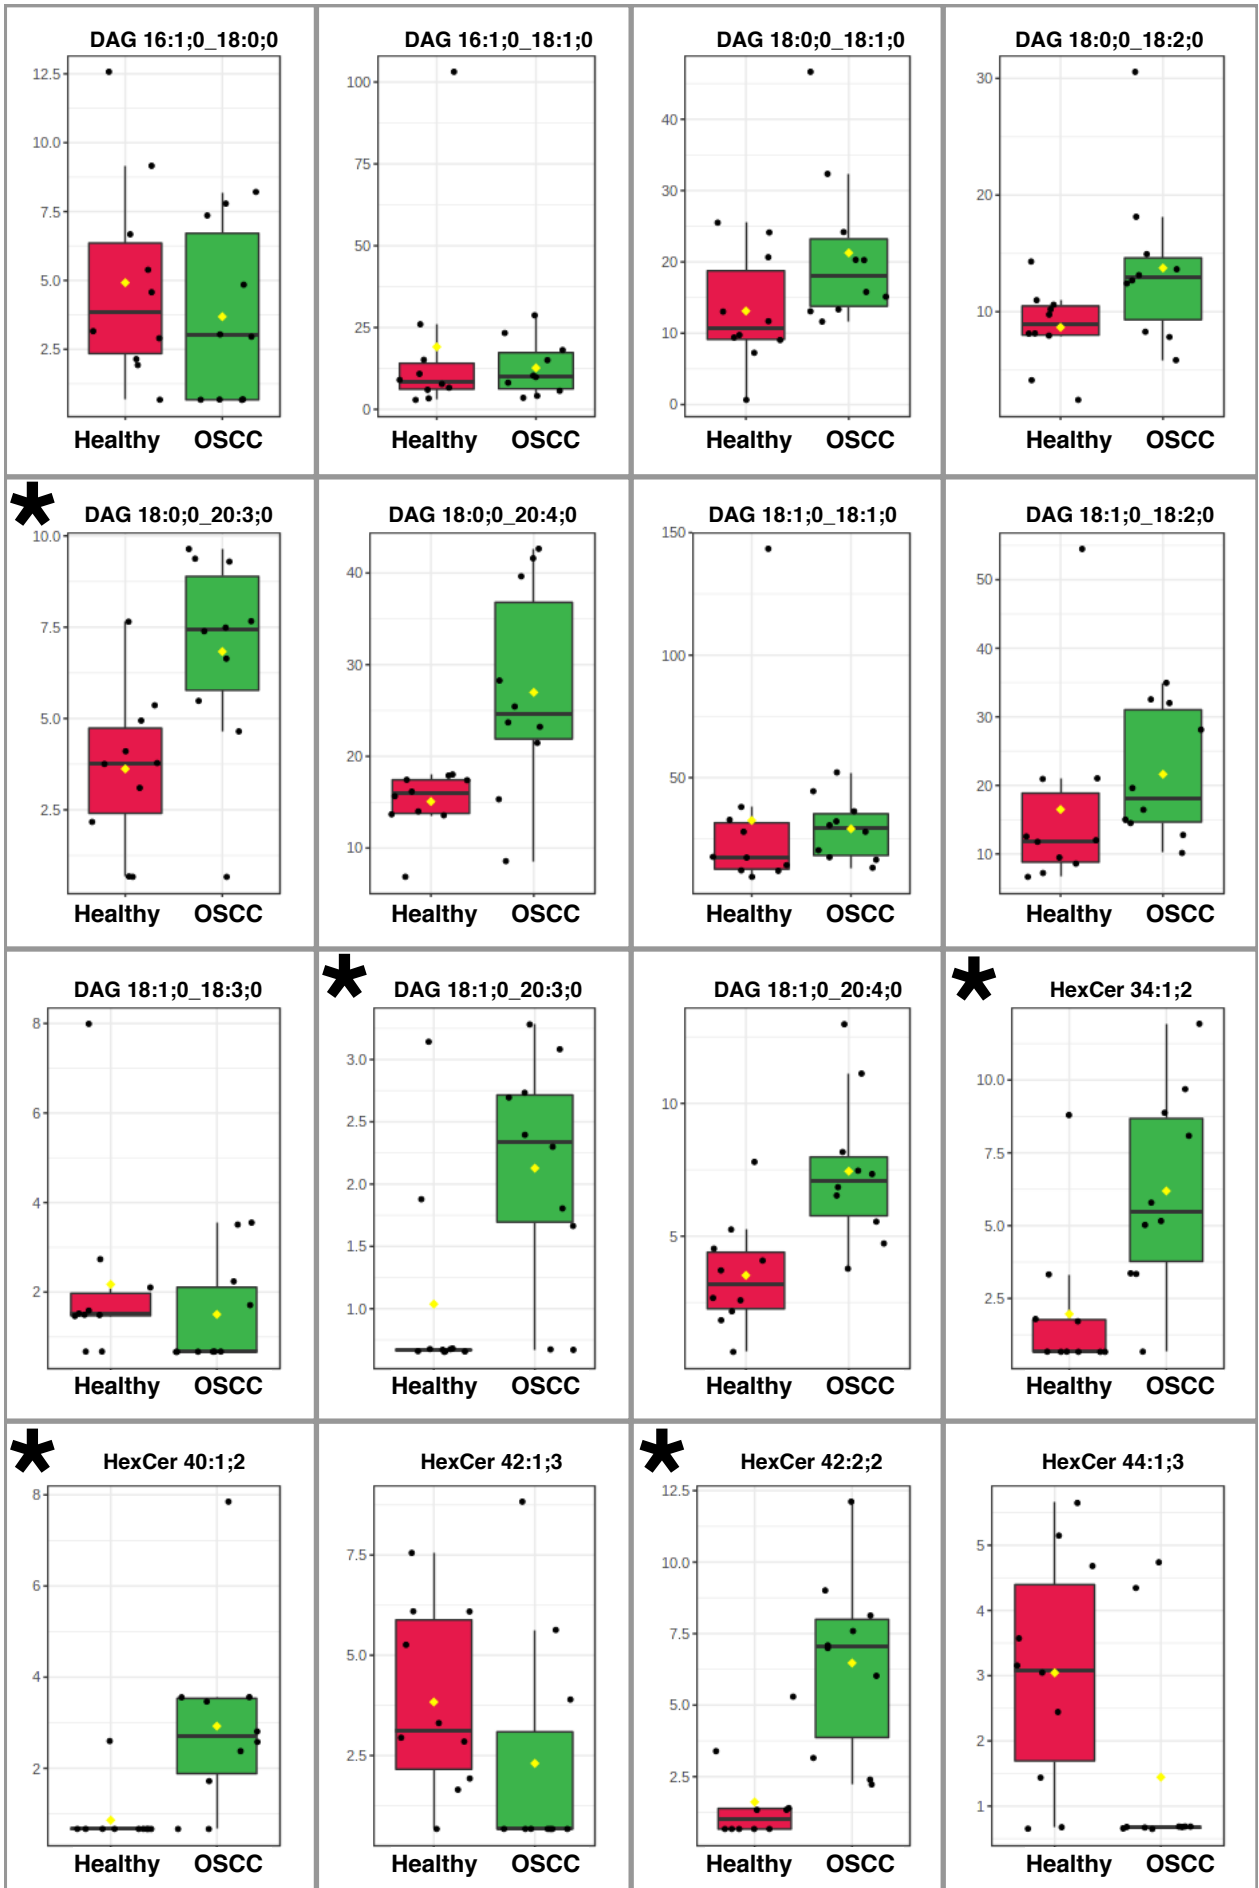 DAG 16:1;0_18:0;0
12.5
10.0
7.5
5.0
2.5
Healthy OSCC
DAG 16:1;0_18:1;0
100
75
50
25
0
Healthy OSCC
DAG 18:0;0_18:1;0
40
30
20
10
0
Healthy OSCC
DAG 18:0;0_18:2;0
30
20
10
Healthy OSCC
*
DAG 18:0;0_20:3;0
10.0
7.5
5.0
2.5
Healthy OSCC
DAG 18:0;0_20:4;0
40
30
20
10
Healthy OSCC
DAG 18:1;0_18:1;0
150
100
50
Healthy OSCC
DAG 18:1;0_18:2;0
50
40
30
20
10
Healthy OSCC
DAG 18:1;0_18:3;0
8
6
4
2
Healthy OSCC
*
DAG 18:1;0_20:3;0
3.0
2.5
2.0
1.5
1.0
Healthy OSCC
DAG 18:1;0_20:4;0
10
5
Healthy OSCC
*
HexCer 34:1;2
10.0
7.5
5.0
2.5
Healthy OSCC
*
HexCer 40:1;2
8
6
4
2
Healthy OSCC
HexCer 42:1;3
7.5
5.0
2.5
Healthy OSCC
*
HexCer 42:2;2
12.5
10.0
7.5
5.0
2.5
Healthy OSCC
HexCer 44:1;3
5
4
3
2
1
Healthy OSCC